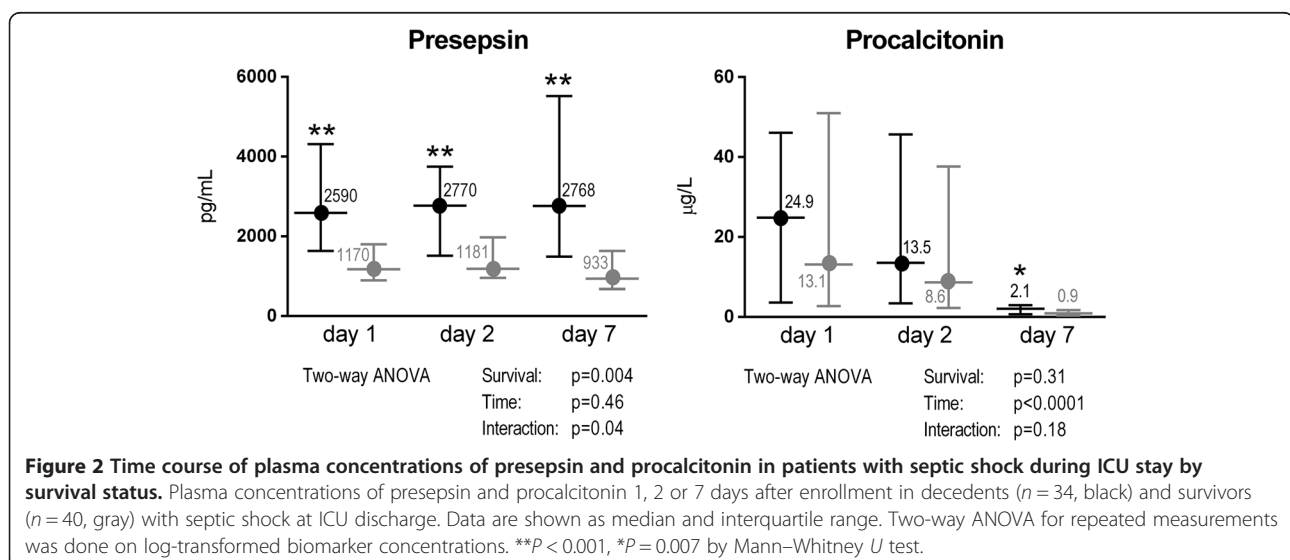 Presepsin
6000
4000
2000
0
pg/mL
**
**
**
2590
2770
2768
1170
1181
933
day 1
day 2
day 7
Two-way ANOVA
Survival: p=0.004
Time: p=0.46
Interaction: p=0.04
Procalcitonin
60
40
20
0
µg/L
24.9
13.1
13.5
8.6
*
2.1
0.9
day 1
day 2
day 7
Two-way ANOVA
Survival: p=0.31
Time: p<0.0001
Interaction: p=0.18
Figure 2 Time course of plasma concentrations of presepsin and procalcitonin in patients with septic shock during ICU stay by
survival status. Plasma concentrations of presepsin and procalcitonin 1, 2 or 7 days after enrollment in decedents (n = 34, black) and survivors
(n = 40, gray) with septic shock at ICU discharge. Data are shown as median and interquartile range. Two-way ANOVA for repeated measurements
was done on log-transformed biomarker concentrations. **P < 0.001, *P = 0.007 by Mann–Whitney U test.